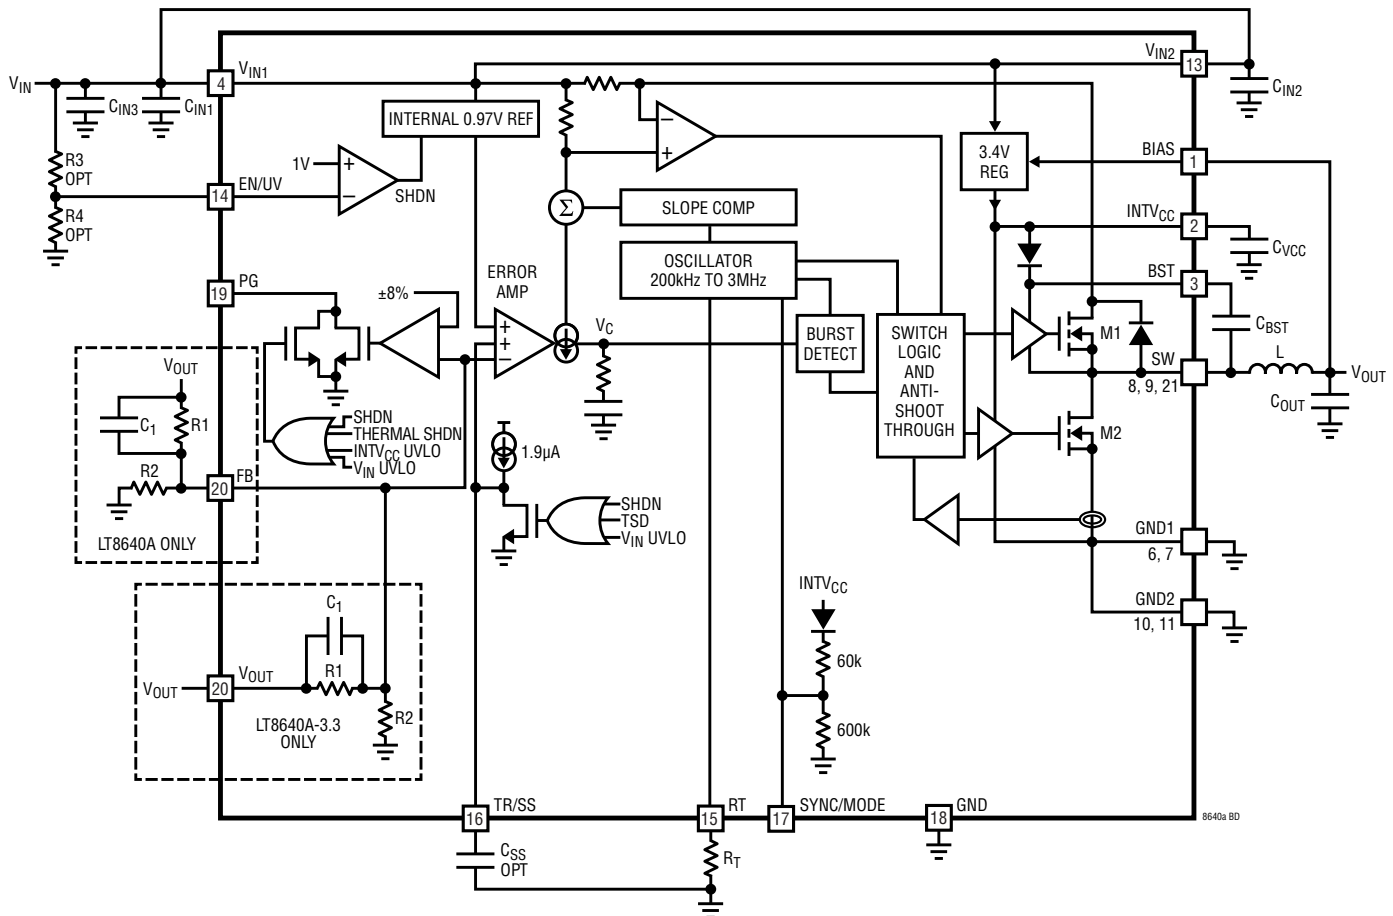 VIN
4
VIN1
CIN3
CIN1
R3
OPT
R4
OPT
14
EN/UV
1V
+
−
SHDN
INTERNAL 0.97V REF
−
+
Σ
SLOPE COMP
OSCILLATOR
200kHz TO 3MHz
VIN2
13
CIN2
3.4V
REG
BIAS
1
INTVCC
2
CVCC
BST
3
CBST
19
PG
±8%
ERROR
AMP
+
+
−
VC
BURST
DETECT
SWITCH
LOGIC
AND
ANTI-
SHOOT
THROUGH
M1
M2
SW
8, 9, 21
L
VOUT
COUT
VOUT
C1
R1
R2
20
FB
LT8640A ONLY
SHDN
THERMAL SHDN
INTVCC UVLO
VIN UVLO
1.9µA
SHDN
TSD
VIN UVLO
GND1
6, 7
GND2
10, 11
C1
R1
VOUT
20
VOUT
R2
LT8640A-3.3
ONLY
INTVCC
60k
600k
16
TR/SS
15
RT
17
SYNC/MODE
18
GND
8640a BD
CSS
OPT
RT